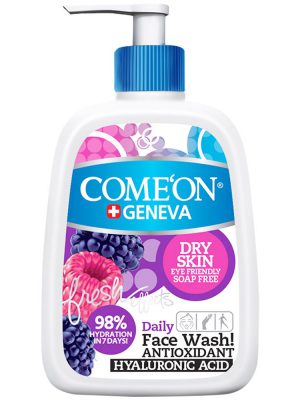 COME'ON®
GENEVA
DRY
SKIN
EYE FRIENDLY
SOAP FREE
fresh Effects
98%
HYDRATION
IN 7 DAYS!
Daily
Face Wash!
ANTIOXIDANT
HYALURONIC ACID